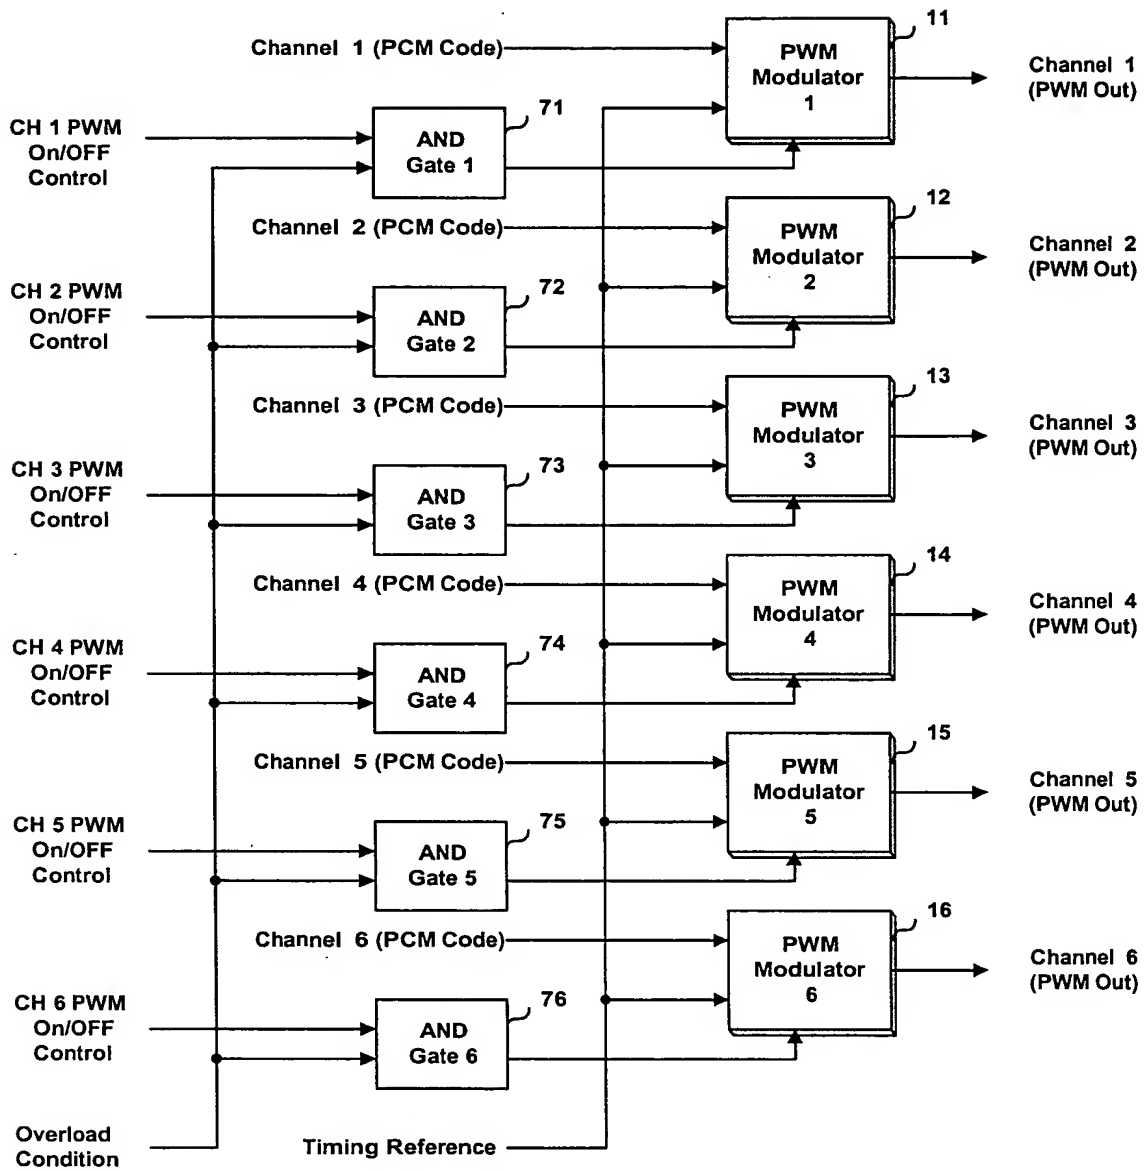 11
Channel 1 (PCM Code)
PWM
Modulator
1
Channel 1
(PWM Out)
71
CH 1 PWM
On/OFF
Control
AND
Gate 1
12
Channel 2 (PCM Code)
PWM
Modulator
2
Channel 2
(PWM Out)
72
CH 2 PWM
On/OFF
Control
AND
Gate 2
13
Channel 3 (PCM Code)
PWM
Modulator
3
Channel 3
(PWM Out)
73
CH 3 PWM
On/OFF
Control
AND
Gate 3
14
Channel 4 (PCM Code)
PWM
Modulator
4
Channel 4
(PWM Out)
74
CH 4 PWM
On/OFF
Control
AND
Gate 4
15
Channel 5 (PCM Code)
PWM
Modulator
5
Channel 5
(PWM Out)
75
CH 5 PWM
On/OFF
Control
AND
Gate 5
16
Channel 6 (PCM Code)
PWM
Modulator
6
Channel 6
(PWM Out)
76
CH 6 PWM
On/OFF
Control
AND
Gate 6
Overload
Condition
Timing Reference